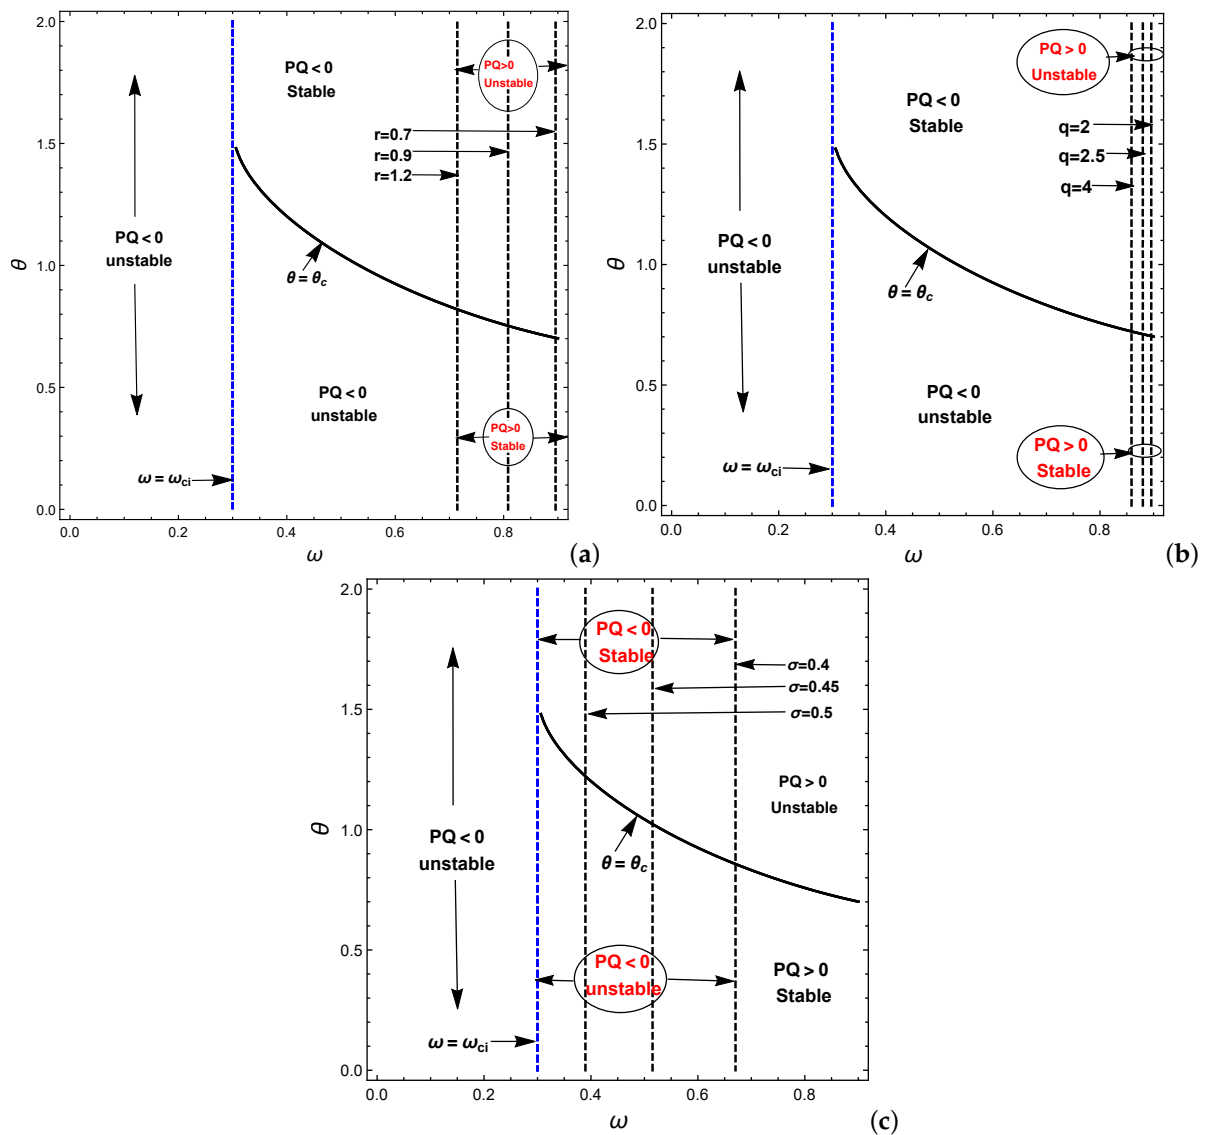 2.0
1.5
1.0
0.5
0.0
θ
PQ < 0
Stable
PQ>0
Unstable
r=0.7
r=0.9
r=1.2
PQ < 0
unstable
θ = θc
PQ < 0
unstable
PQ>0
Stable
ω = ωci
0.0 0.2 0.4 0.6 0.8
ω
(a)
2.0
1.5
1.0
0.5
0.0
θ
PQ > 0
Unstable
PQ < 0
Stable
q=2
q=2.5
q=4
PQ < 0
unstable
θ = θc
PQ < 0
unstable
PQ > 0
Stable
ω = ωci
0.0 0.2 0.4 0.6 0.8
ω
(b)
2.0
1.5
1.0
0.5
0.0
θ
PQ < 0
Stable
σ=0.4
σ=0.45
σ=0.5
PQ > 0
Unstable
PQ < 0
unstable
θ = θc
PQ < 0
unstable
PQ > 0
Stable
ω = ωci
0.0 0.2 0.4 0.6 0.8
ω
(c)